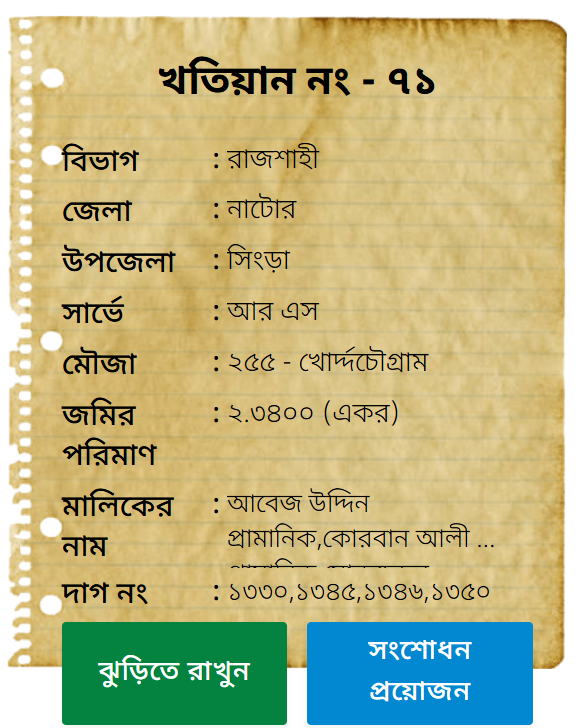 খতিয়ান নং - ৭১
বিভাগ : রাজশাহী
জেলা : নাটোর
উপজেলা : সিংড়া
সার্ভে : আর এস
মৌজা : ২৫৫ - খোর্দ্দচৌগ্রাম
জমির : ২.৩৪০০ (একর)
পরিমাণ
মালিকের : আবেজ উদ্দিন
নাম প্রামানিক,কোরবান আলী ...
দাগ নং : ১৩৩০,১৩৪৫,১৩৪৬,১৩৫০
ঝুড়িতে রাখুন
সংশোধন
প্রয়োজন